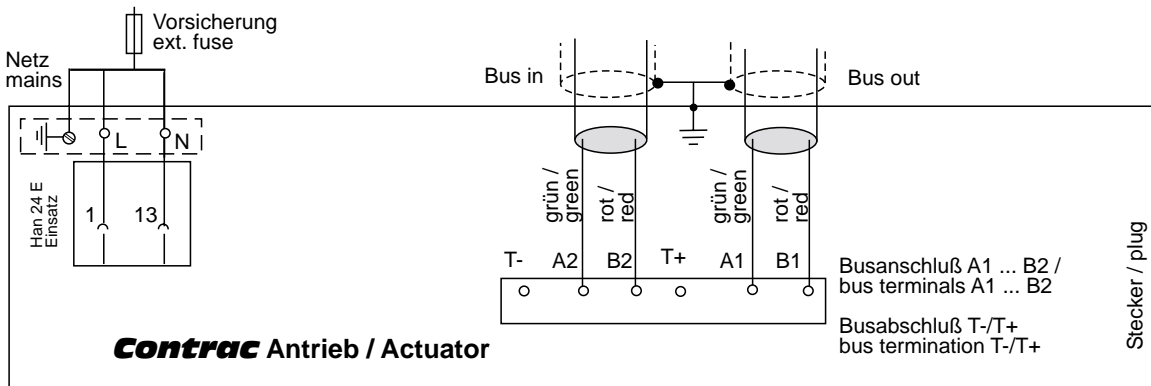 Vorsicherung
ext. fuse
Netz
mains
Bus in
Bus out
L
N
Han 24 E
Einsatz
1
13
grün /
green
rot /
red
grün /
green
rot /
red
T-
A2
B2
T+
A1
B1
Busanschluß A1 ... B2 /
bus terminals A1 ... B2
Busabschluß T-/T+
bus termination T-/T+
Stecker / plug
Contrac Antrieb / Actuator